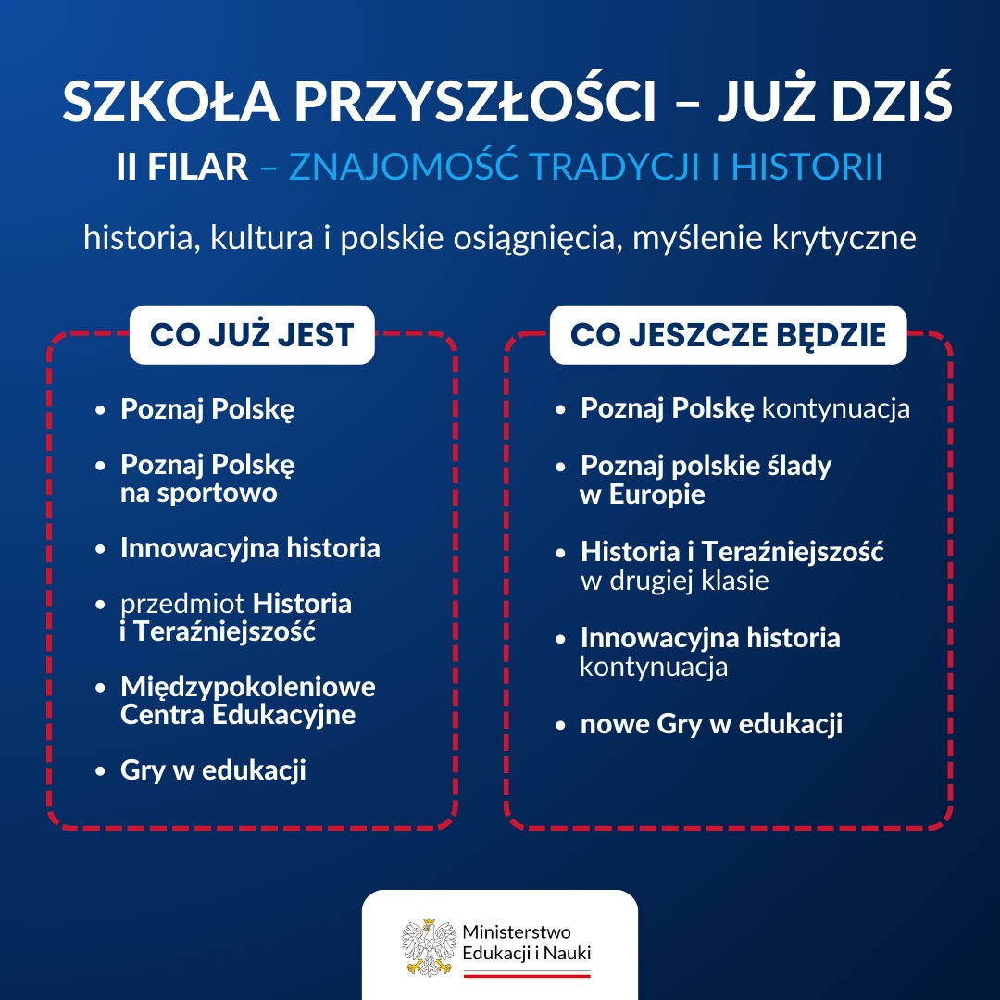 SZKOŁA PRZYSZŁOŚCI – JUŻ DZIŚ
II FILAR – ZNAJOMOŚĆ TRADYCJI I HISTORII
historia, kultura i polskie osiągnięcia, myślenie krytyczne
CO JUŻ JEST
• Poznaj Polskę
• Poznaj Polskę
na sportowo
• Innowacyjna historia
• przedmiot Historia
i Teraźniejszość
• Międzypokoleniowe
Centra Edukacyjne
• Gry w edukacji
CO JESZCZE BĘDZIE
• Poznaj Polskę kontynuacja
• Poznaj polskie ślady
w Europie
• Historia i Teraźniejszość
w drugiej klasie
• Innowacyjna historia
kontynuacja
• nowe Gry w edukacji
Ministerstwo
Edukacji i Nauki